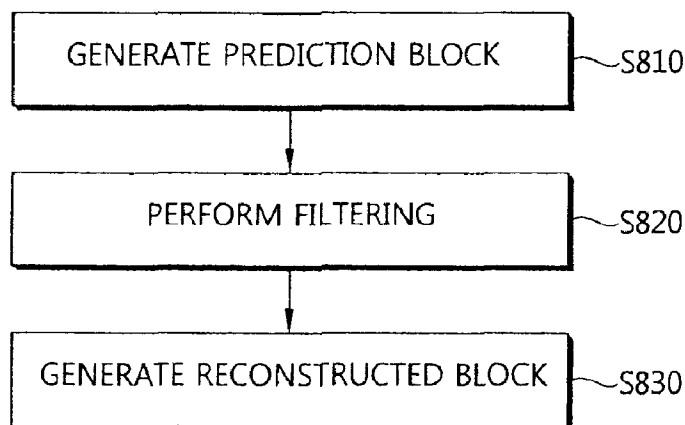 GENERATE PREDICTION BLOCK
S810
PERFORM FILTERING
S820
GENERATE RECONSTRUCTED BLOCK
S830